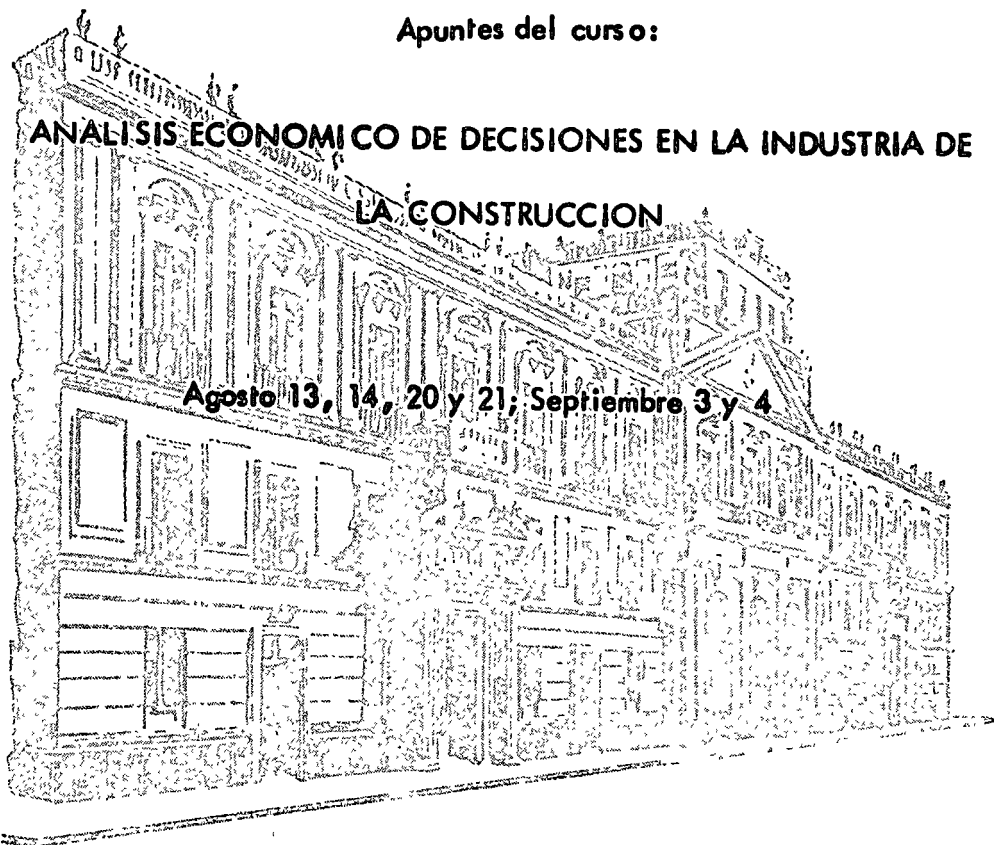 Apuntes del curso:
ANALISIS ECONOMICO DE DECISIONES EN LA INDUSTRIA DE
LA CONSTRUCCION
Agosto 13, 14, 20 y 21; Septiembre 3 y 4